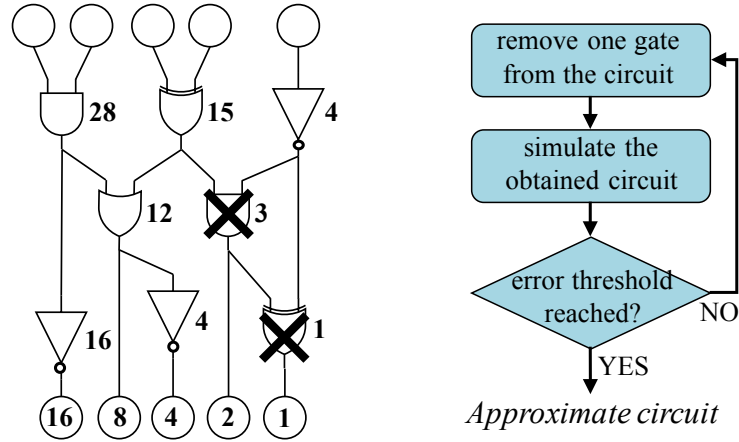 28
15
4
12
3
16
4
1
16
8
4
2
1
remove one gate
from the circuit
simulate the
obtained circuit
error threshold
reached?
NO
YES
Approximate circuit